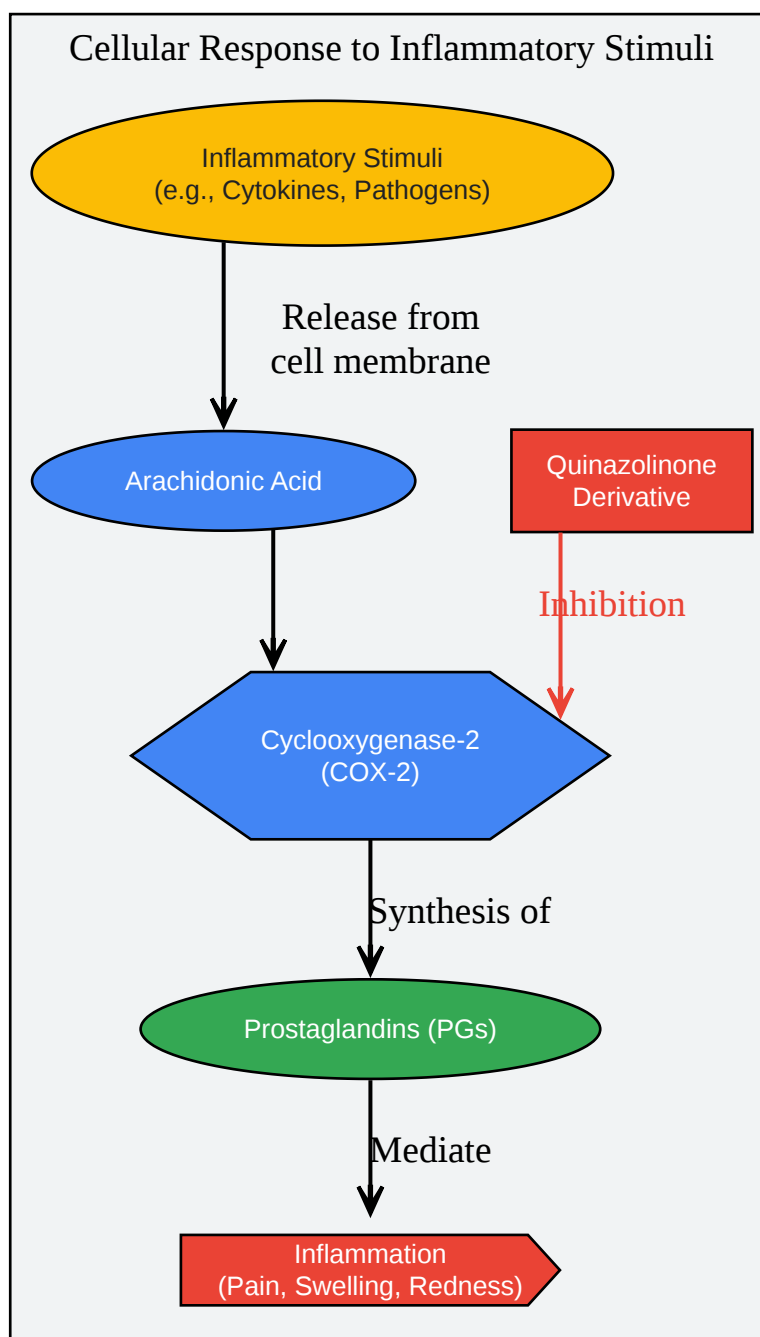 Cellular Response to Inflammatory Stimuli
Inflammatory Stimuli
(e.g., Cytokines, Pathogens)
Release from
cell membrane
Arachidonic Acid
Quinazolinone
Derivative
Inhibition
Cyclooxygenase-2
(COX-2)
Synthesis of
Prostaglandins (PGs)
Mediate
Inflammation
(Pain, Swelling, Redness)